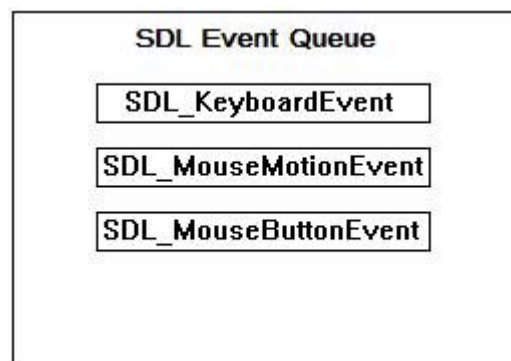 SDL Event Queue
SDL_KeyboardEvent
SDL_MouseMotionEvent
SDL_MouseButtonEvent